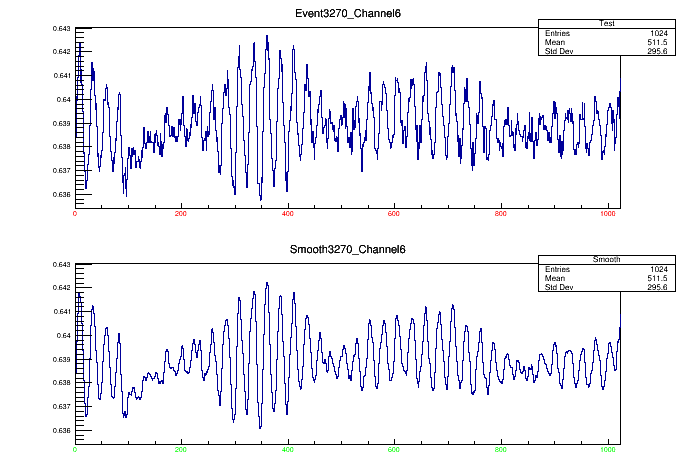 Event3270_Channel6
Test
Entries 1024
Mean 511.5
Std Dev 295.6
0.643
0.642
0.641
0.64
0.639
0.638
0.637
0.636
0 200 400 600 800 1000
Smooth3270_Channel6
Smooth
Entries 1024
Mean 511.5
Std Dev 295.6
0.643
0.642
0.641
0.64
0.639
0.638
0.637
0.636
0 200 400 600 800 1000